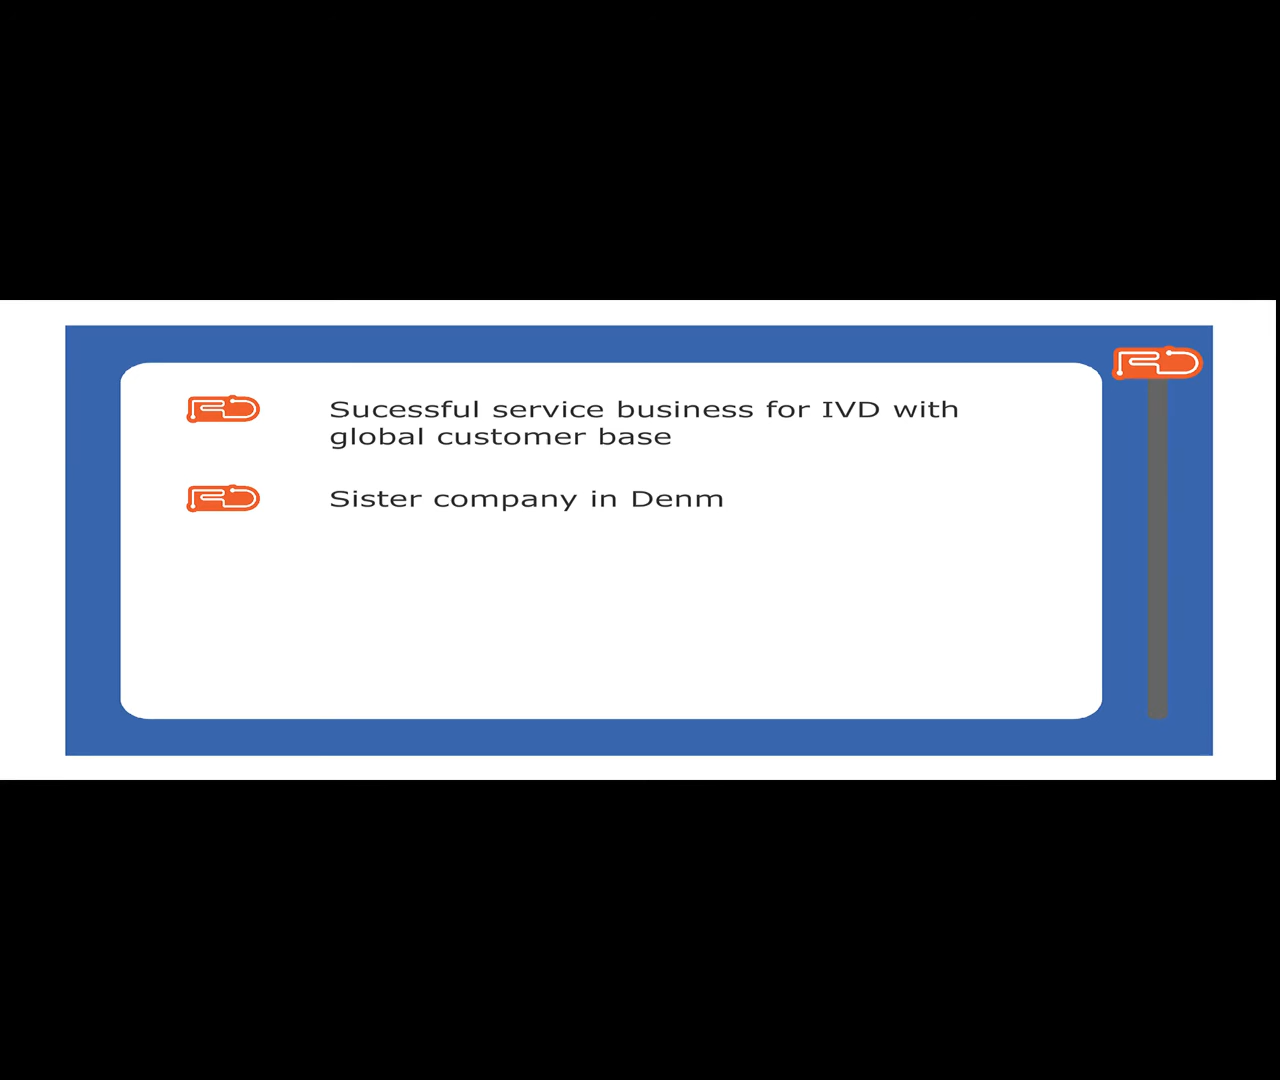 Sucessful service business for IVD with
global customer base
Sister company in Denm